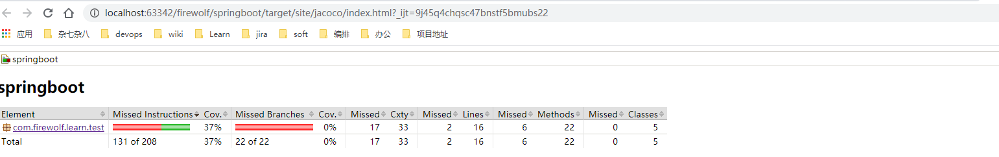 localhost:63342/firewolf/springboot/target/site/jacoco/index.html?_ijt=9j45q4chqsc47bnstf5bmubs22
应用 杂七杂八 devops wiki Learn jira soft 编排 办公 项目地址
springboot
springboot
Element Missed Instructions Cov. Missed Branches Cov. Missed Cxty Missed Lines Missed Methods Missed Classes
com.firewolf.learn.test 37% 0% 17 33 2 16 6 22 0 5
Total 131 of 208 37% 22 of 22 0% 17 33 2 16 6 22 0 5